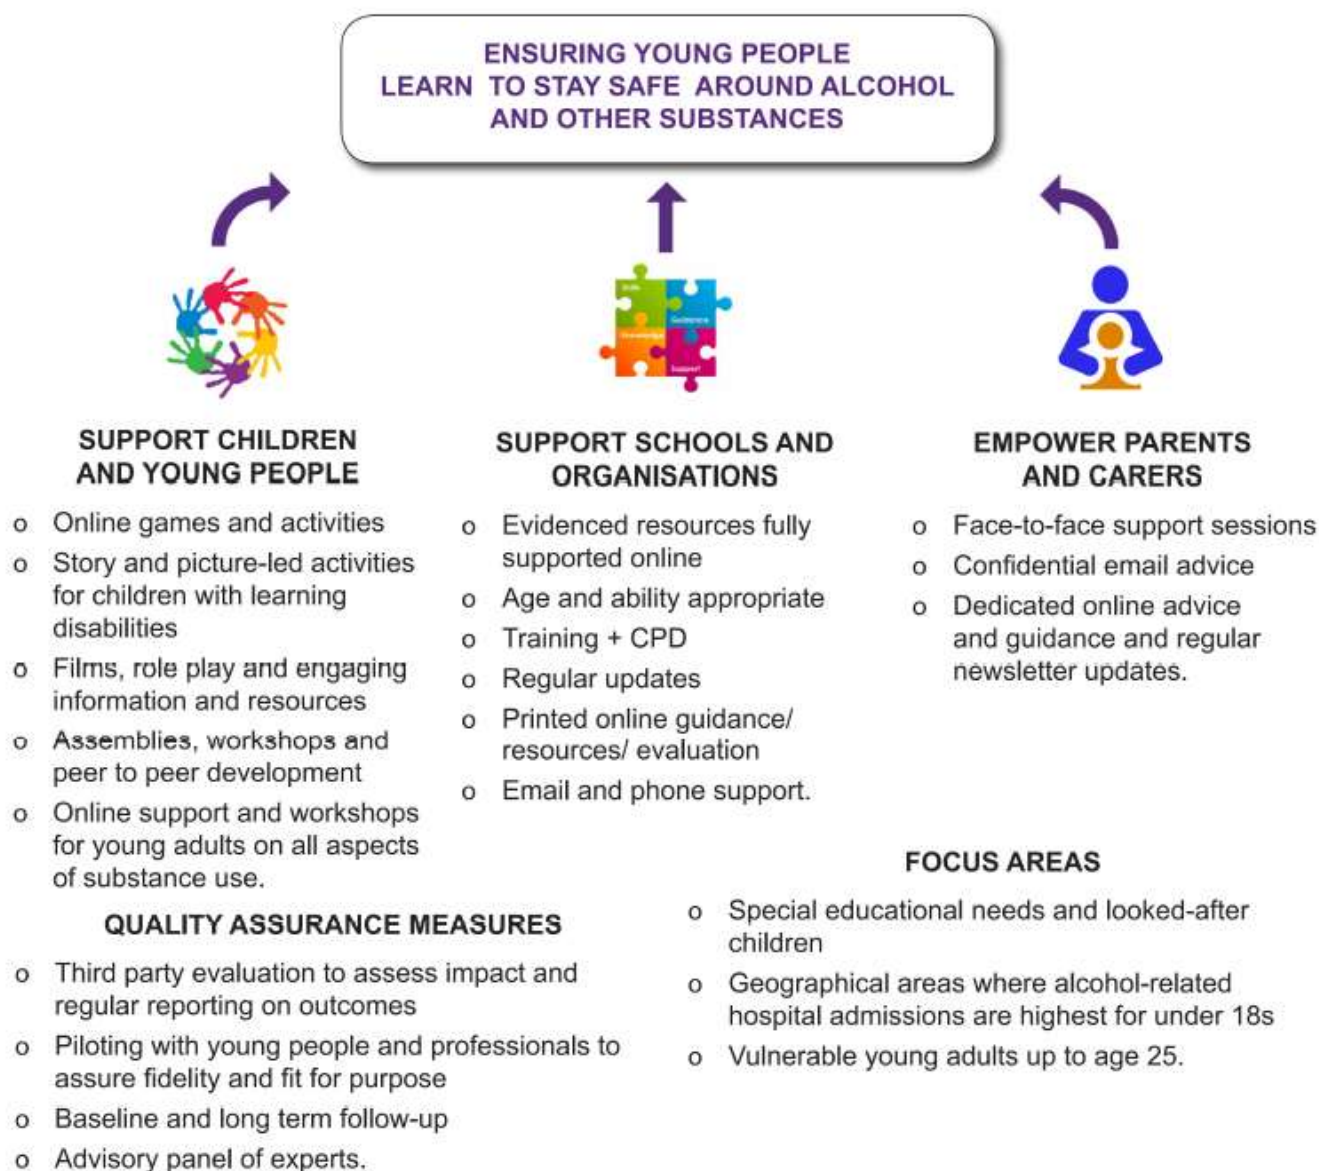 ENSURING YOUNG PEOPLE
LEARN TO STAY SAFE AROUND ALCOHOL
AND OTHER SUBSTANCES
Skills
Guidance
Knowledge
Support
SUPPORT CHILDREN
AND YOUNG PEOPLE
o Online games and activities
o Story and picture-led activities
for children with learning
disabilities
o Films, role play and engaging
information and resources
o Assemblies, workshops and
peer to peer development
o Online support and workshops
for young adults on all aspects
of substance use.
SUPPORT SCHOOLS AND
ORGANISATIONS
o Evidenced resources fully
supported online
o Age and ability appropriate
o Training + CPD
o Regular updates
o Printed online guidance/
resources/ evaluation
o Email and phone support.
EMPOWER PARENTS
AND CARERS
o Face-to-face support sessions
o Confidential email advice
o Dedicated online advice
and guidance and regular
newsletter updates.
QUALITY ASSURANCE MEASURES
o Third party evaluation to assess impact and
regular reporting on outcomes
o Piloting with young people and professionals to
assure fidelity and fit for purpose
o Baseline and long term follow-up
o Advisory panel of experts.
FOCUS AREAS
o Special educational needs and looked-after
children
o Geographical areas where alcohol-related
hospital admissions are highest for under 18s
o Vulnerable young adults up to age 25.